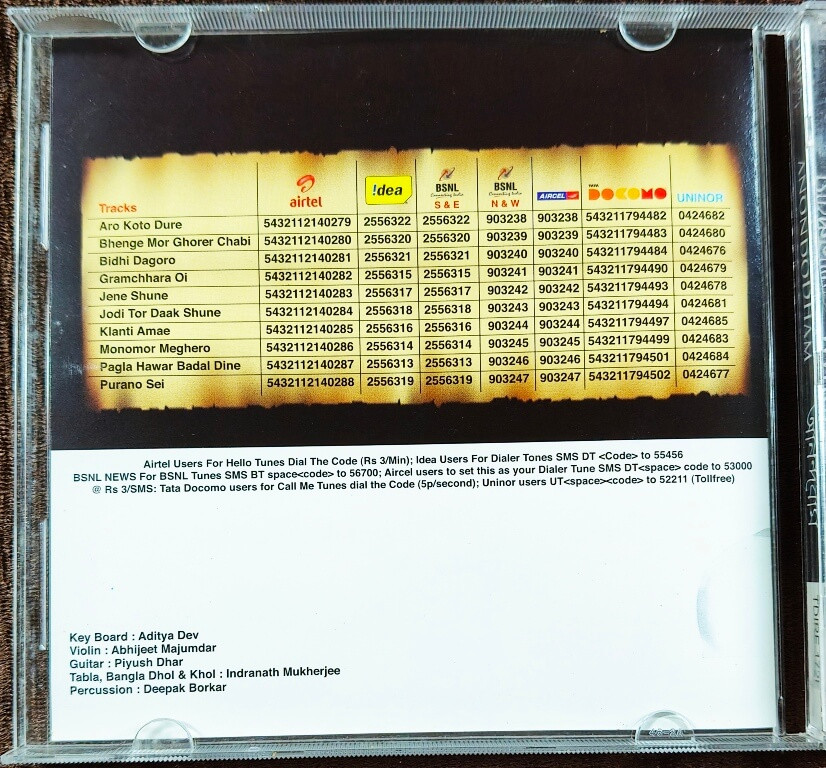 airtel !dea BSNL Connecting India S & E BSNL Connecting India N & W AIRCEL TATA DOCOMO UNINOR
Tracks
Aro Koto Dure 5432112140279 2556322 2556322 903238 903238 543211794482 0424682
Bhenge Mor Ghorer Chabi 5432112140280 2556320 2556320 903239 903239 543211794483 0424680
Bidhi Dagoro 5432112140281 2556321 2556321 903240 903240 543211794484 0424676
Gramchhara Oi 5432112140282 2556315 2556315 903241 903241 543211794490 0424679
Jene Shune 5432112140283 2556317 2556317 903242 903242 543211794493 0424678
Jodi Tor Daak Shune 5432112140284 2556318 2556318 903243 903243 543211794494 0424681
Klanti Amae 5432112140285 2556316 2556316 903244 903244 543211794497 0424685
Monomor Meghero 5432112140286 2556314 2556314 903245 903245 543211794499 0424683
Pagla Hawar Badal Dine 5432112140287 2556313 2556313 903246 903246 543211794501 0424684
Purano Sei 5432112140288 2556319 2556319 903247 903247 543211794502 0424677
Airtel Users For Hello Tunes Dial The Code (Rs 3/Min); Idea Users For Dialer Tones SMS DT <Code> to 55456
BSNL NEWS For BSNL Tunes SMS BT space<code> to 56700; Aircel users to set this as your Dialer Tune SMS DT<space> code to 53000
@ Rs 3/SMS: Tata Docomo users for Call Me Tunes dial the Code (5p/second); Uninor users UT<space><code> to 52211 (Tollfree)
Key Board : Aditya Dev
Violin : Abhijeet Majumdar
Guitar : Piyush Dhar
Tabla, Bangla Dhol & Khol : Indranath Mukherjee
Percussion : Deepak Borkar
ANONDODHAM